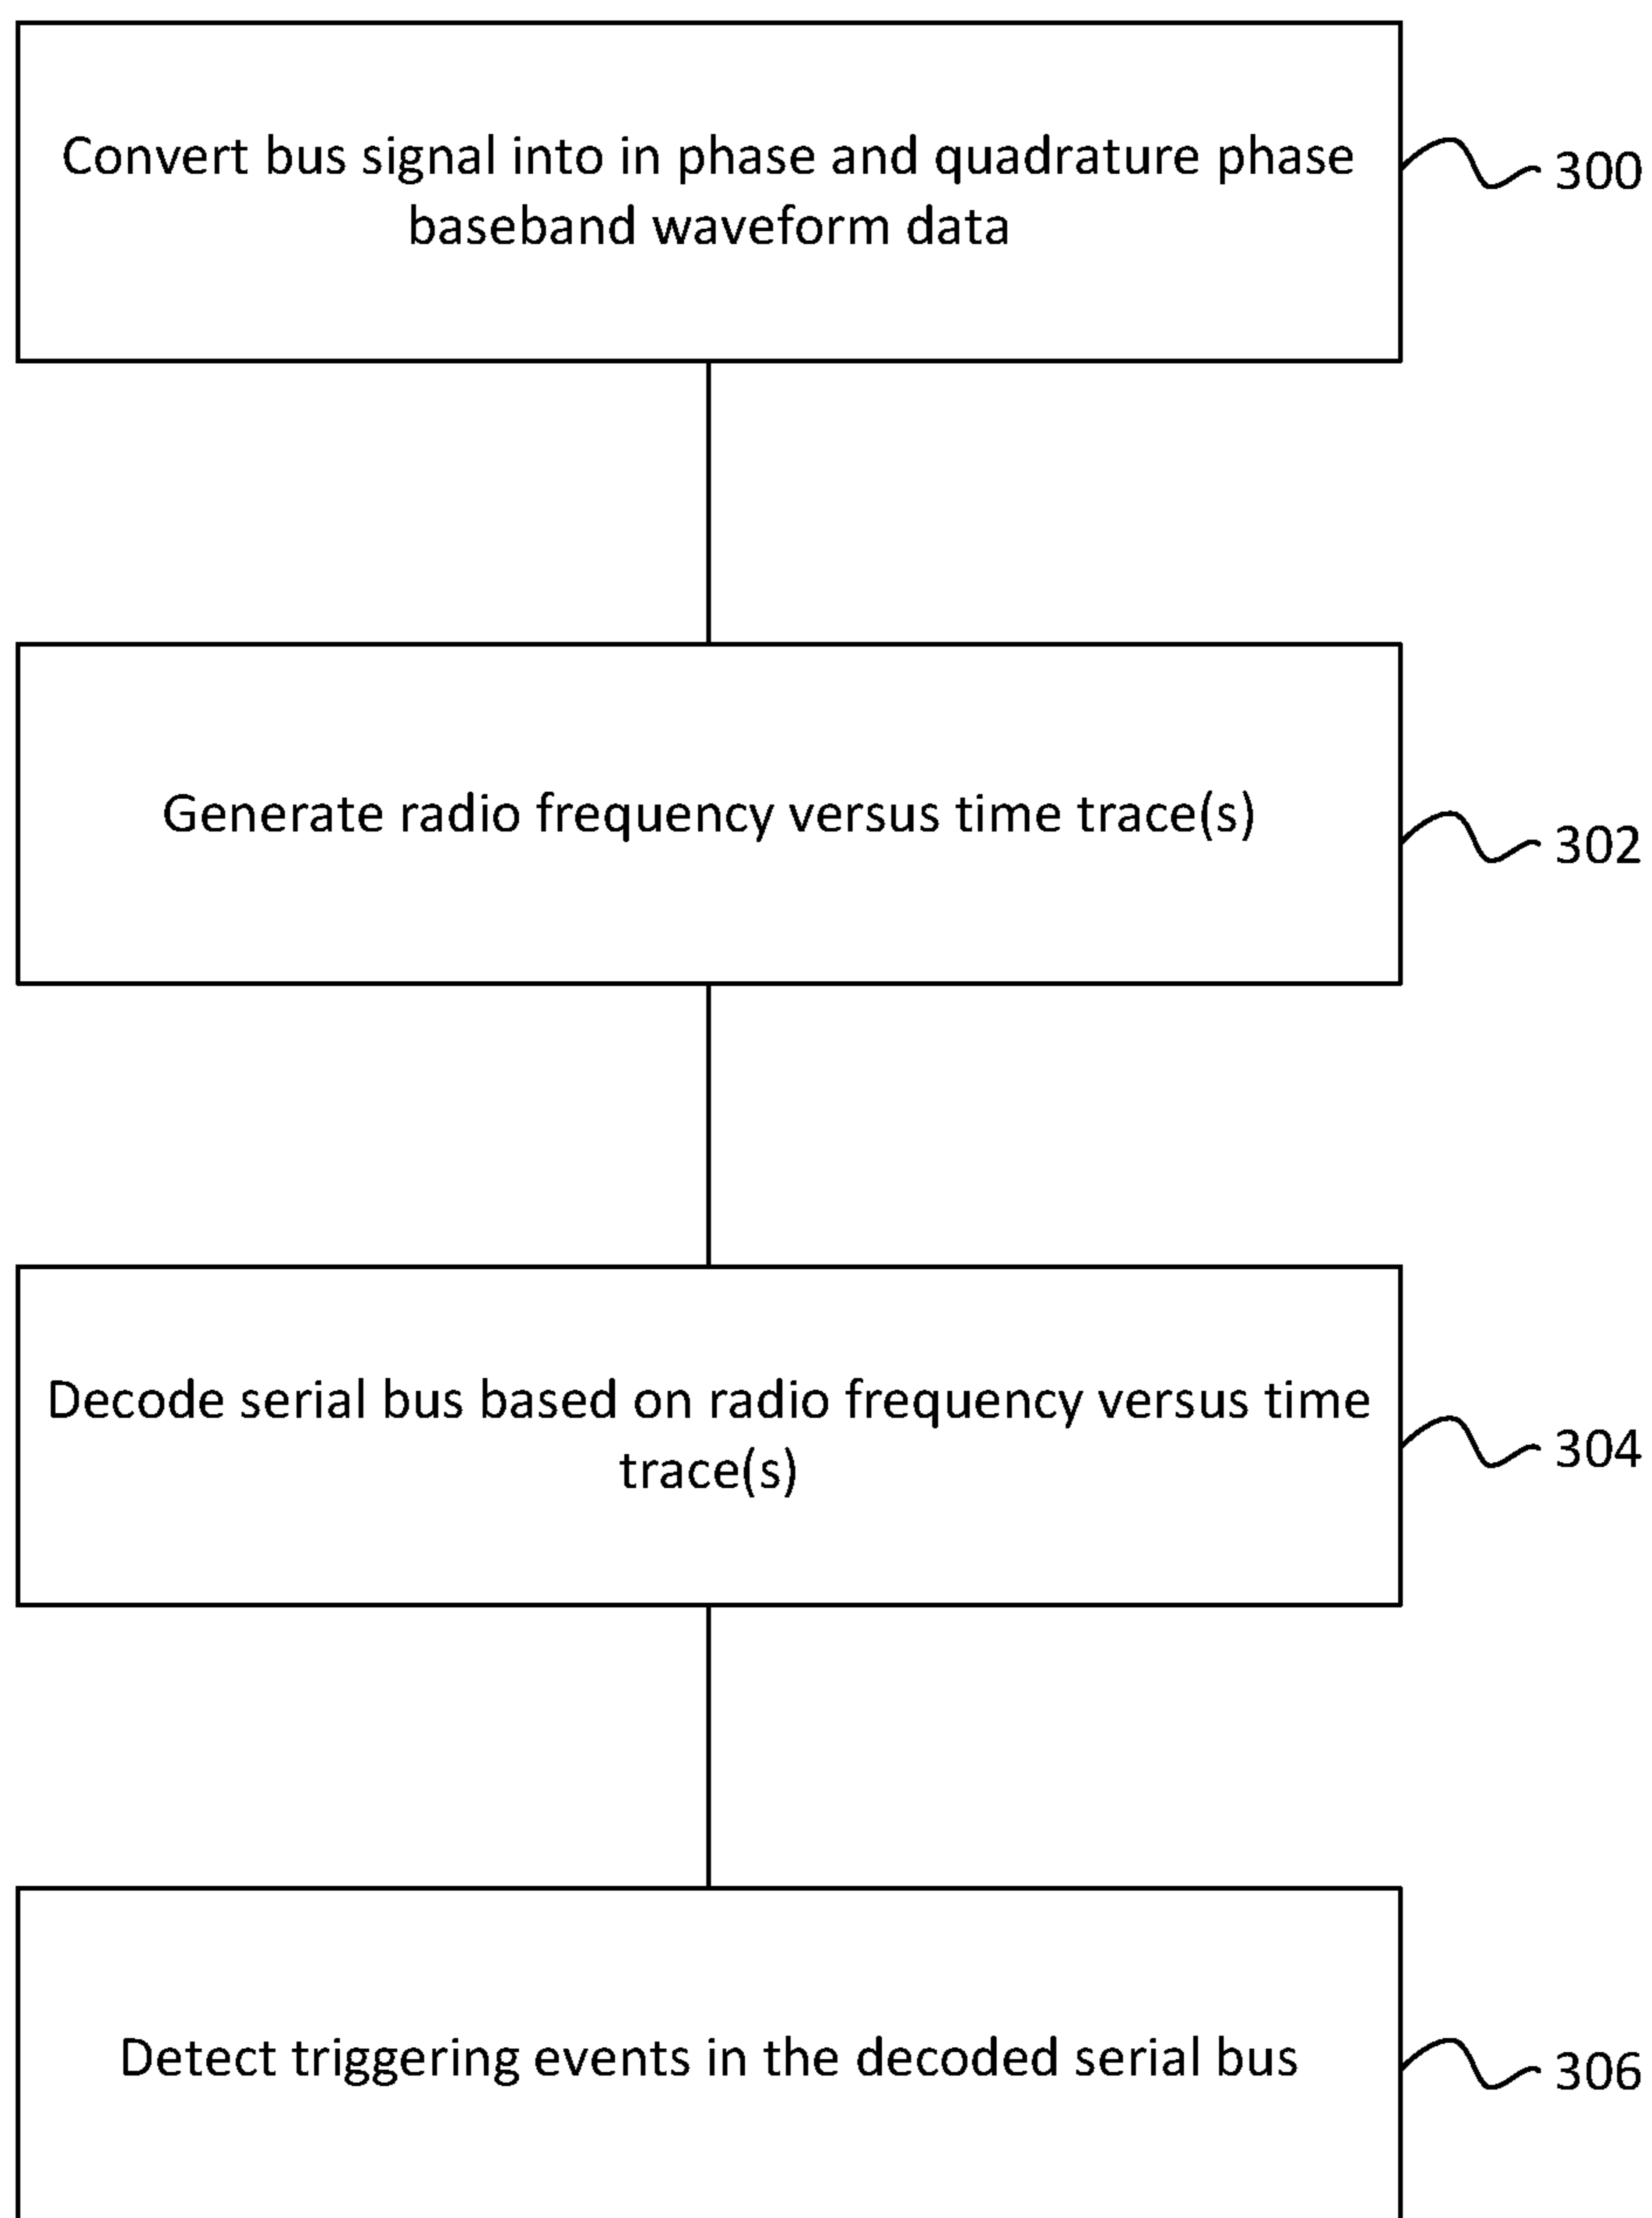 Convert bus signal into in phase and quadrature phase
baseband waveform data
300
Generate radio frequency versus time trace(s)
302
Decode serial bus based on radio frequency versus time
trace(s)
304
Detect triggering events in the decoded serial bus
306